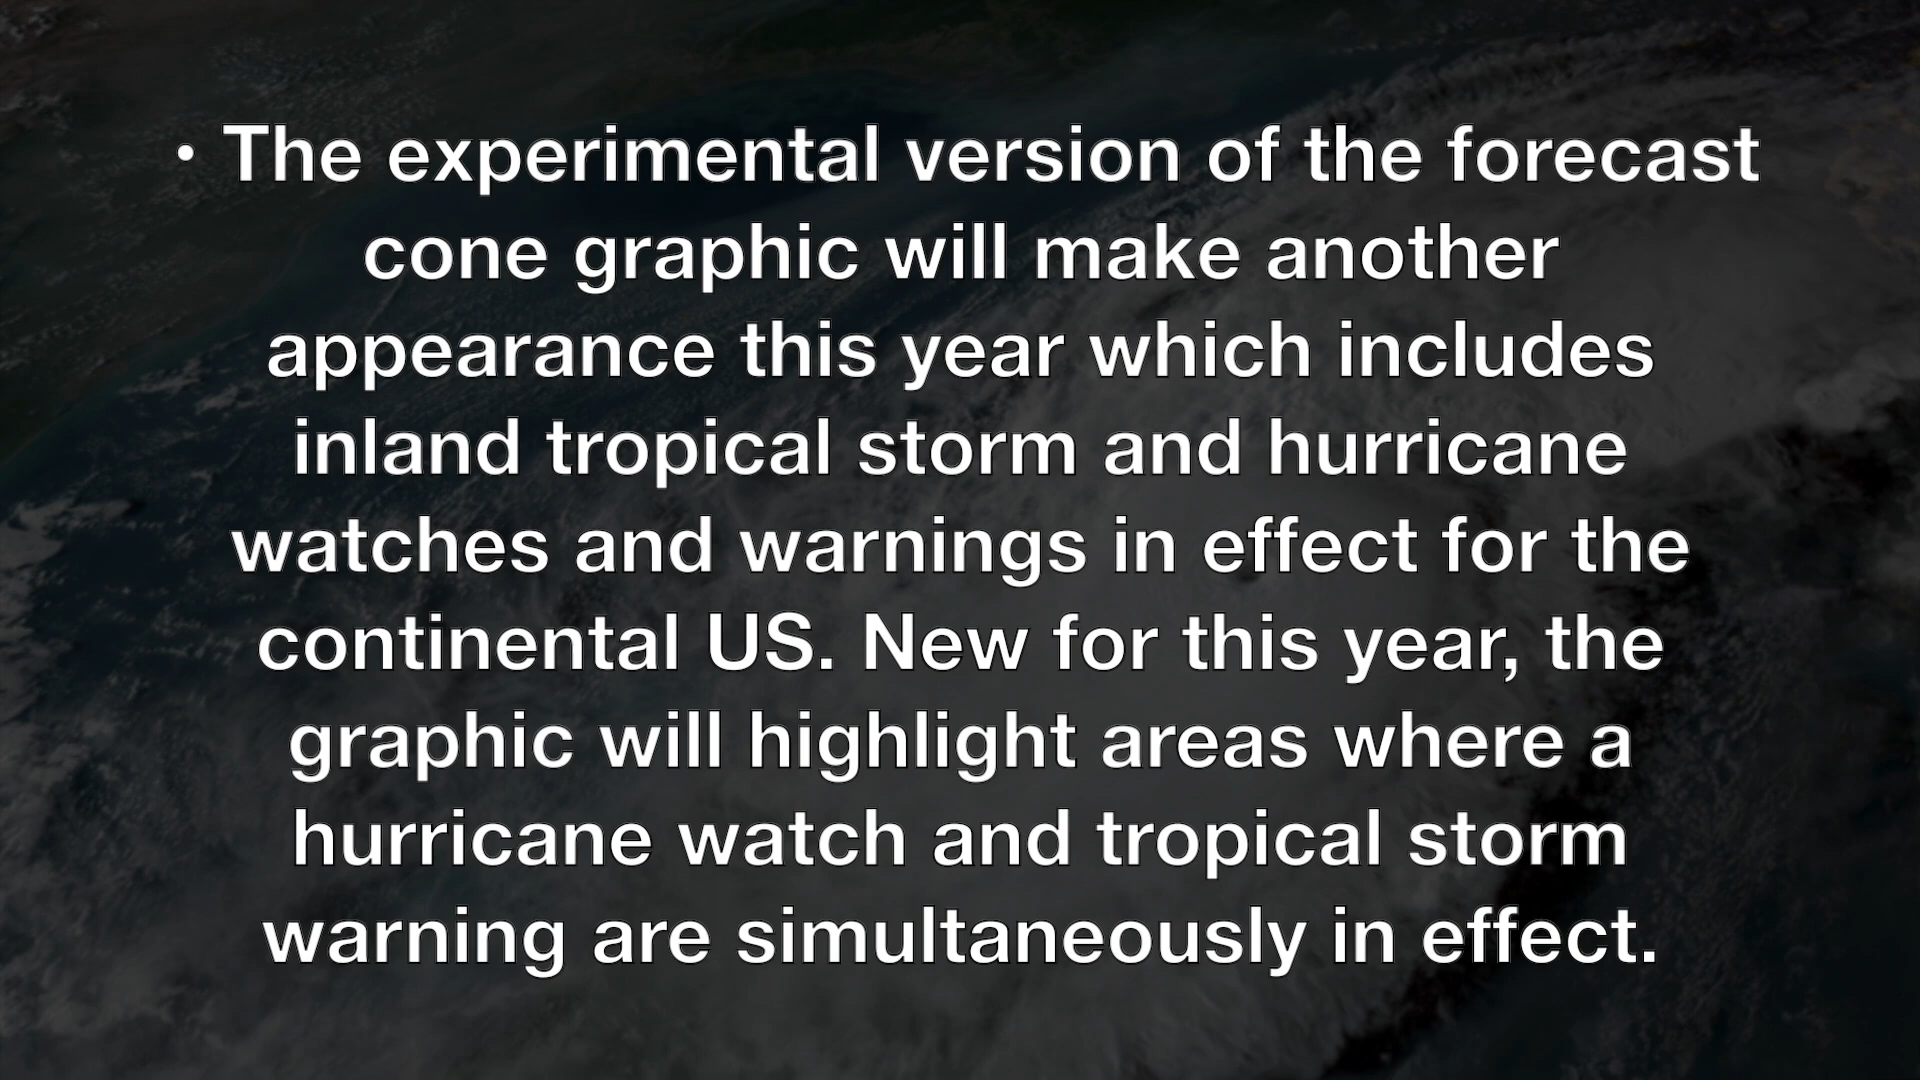 • The experimental version of the forecast
cone graphic will make another
appearance this year which includes
inland tropical storm and hurricane
watches and warnings in effect for the
continental US. New for this year, the
graphic will highlight areas where a
hurricane watch and tropical storm
warning are simultaneously in effect.